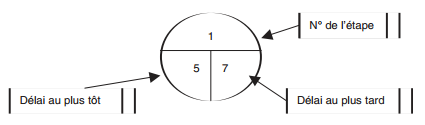 N° de l'étape
1
5 7
Délai au plus tôt
Délai au plus tard